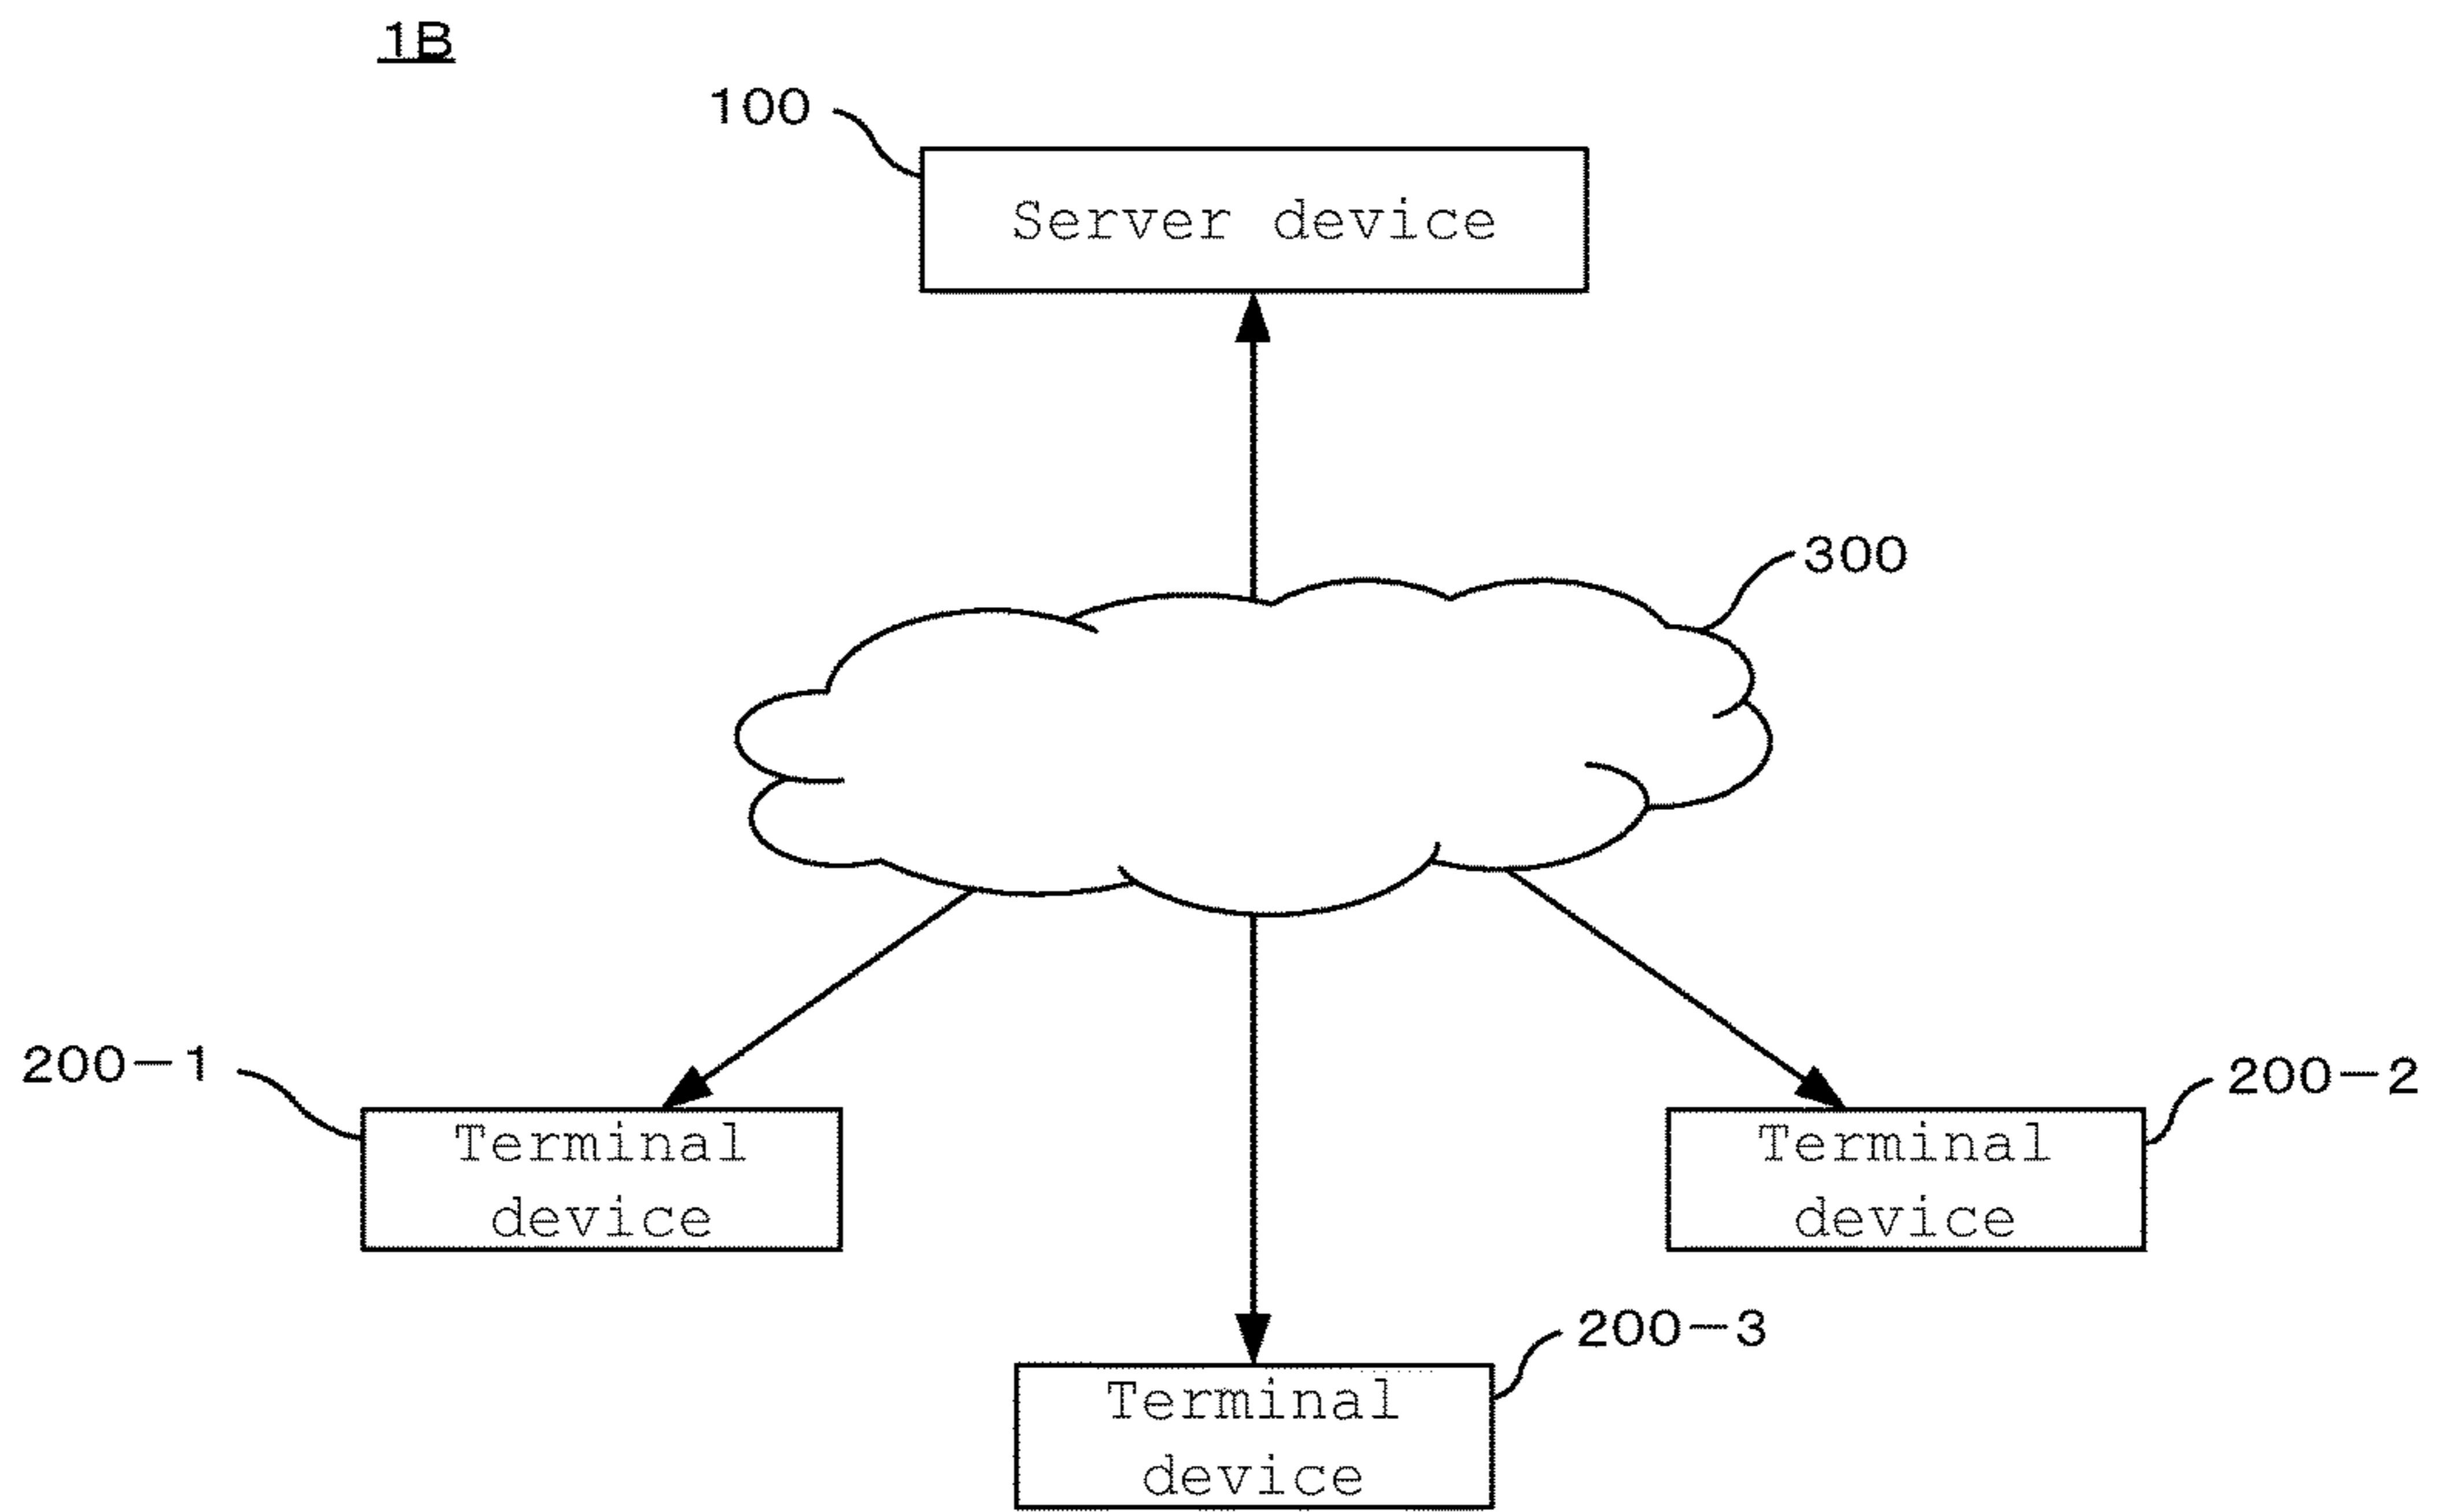 1B
100
Server device
300
200-1
Terminal
device
200-2
Terminal
device
200-3
Terminal
device